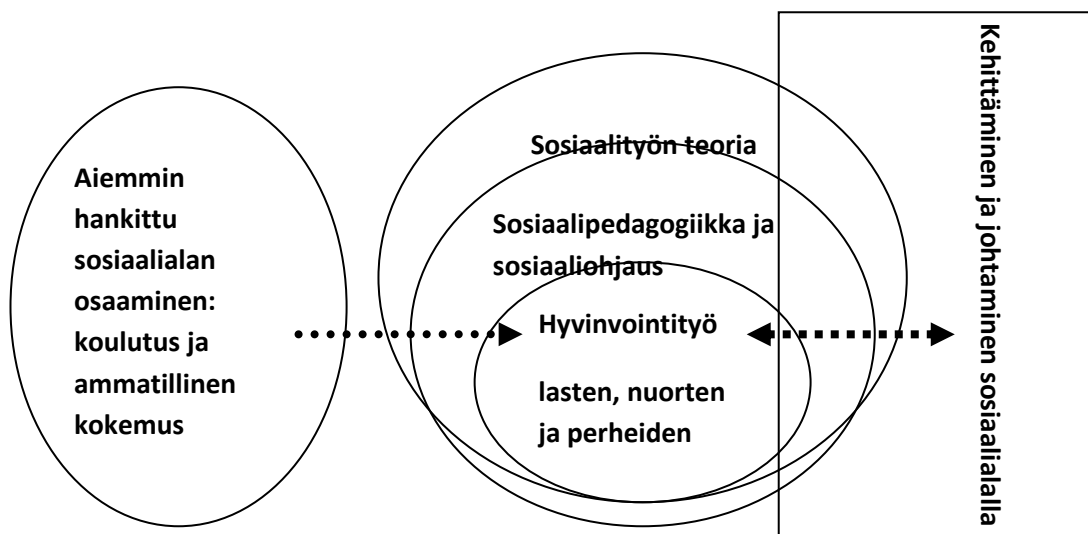 Aiemmin
hankittu
sosiaalialan
osaaminen:
koulutus ja
ammatillinen
kokemus
Sosiaalityön teoria
Sosiaalipedagogiikka ja
sosiaaliohjaus
Hyvinvointityö
lasten, nuorten
ja perheiden
Kehittäminen ja johtaminen sosiaalialalla